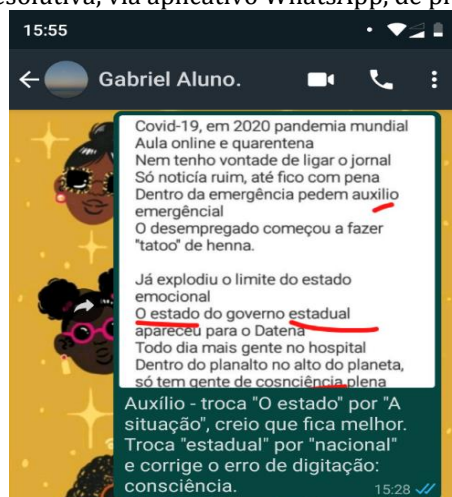 esolutiva, via aplicativo WhatsApp, de pr
15:55
Gabriel Aluno.
Covid-19, em 2020 pandemia mundial
Aula online e quarentena
Nem tenho vontade de ligar o jornal
Só notícia ruim, até fico com pena
Dentro da emergência pedem auxilio
emergêncial
O desempregado começou a fazer
"tatoo" de henna.
Já explodiu o limite do estado
emocional
O estado do governo estadual
apareceu para o Datena
Todo dia mais gente no hospital
Dentro do planalto no alto do planeta,
só tem gente de cosnciência plena
Auxílio - troca "O estado" por "A
situação", creio que fica melhor.
Troca "estadual" por "nacional"
e corrige o erro de digitação:
consciência.
15:28